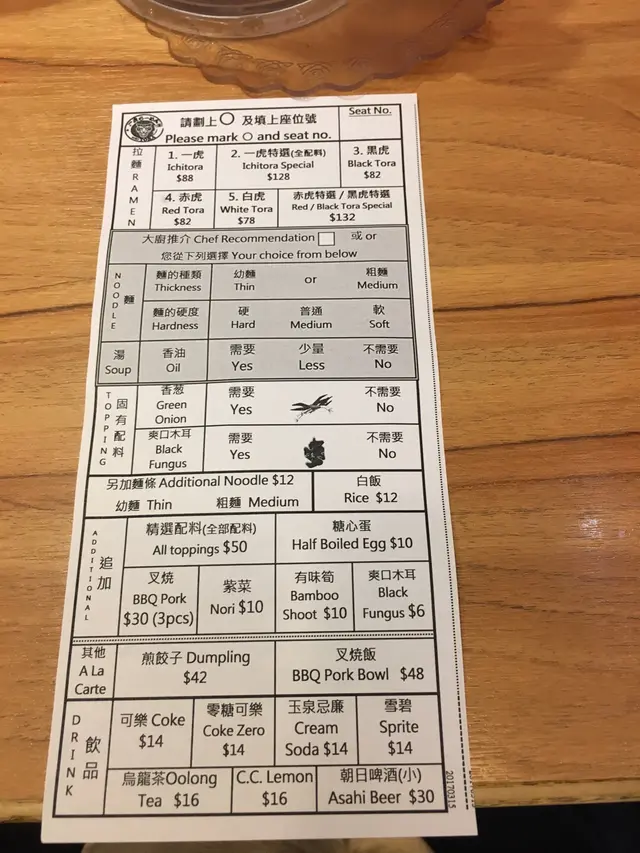 請劃上〇 及填上座位號
Please mark 〇 and seat no.
Seat No.
拉麵 RAMEN
1. 一虎
Ichitora
$88
2. 一虎特選(全配料)
Ichitora Special
$128
3. 黑虎
Black Tora
$82
4. 赤虎
Red Tora
$82
5. 白虎
White Tora
$78
赤虎特選 / 黑虎特選
Red / Black Tora Special
$132
大廚推介 Chef Recommendation 或 or
您從下列選擇 Your choice from below
NOODLE 麵
麵的種類
Thickness
幼麵
Thin
or
粗麵
Medium
麵的硬度
Hardness
硬
Hard
普通
Medium
軟
Soft
湯
Soup
香油
Oil
需要
Yes
少量
Less
不需要
No
TOPPING 固有配料
香葱
Green
Onion
需要
Yes
不需要
No
爽口木耳
Black
Fungus
需要
Yes
不需要
No
另加麵條 Additional Noodle $12
幼麵 Thin 粗麵 Medium
白飯
Rice $12
ADDITIONAL 追加
精選配料(全部配料)
All toppings $50
糖心蛋
Half Boiled Egg $10
叉燒
BBQ Pork
$30 (3pcs)
紫菜
Nori $10
有味筍
Bamboo
Shoot $10
爽口木耳
Black
Fungus $6
其他
A La
Carte
煎餃子 Dumpling
$42
叉燒飯
BBQ Pork Bowl $48
DRINK 飲品
可樂 Coke
$14
零糖可樂
Coke Zero
$14
玉泉忌廉
Cream
Soda $14
雪碧
Sprite
$14
烏龍茶Oolong
Tea $16
C.C. Lemon
$16
朝日啤酒(小)
Asahi Beer $30
20170315